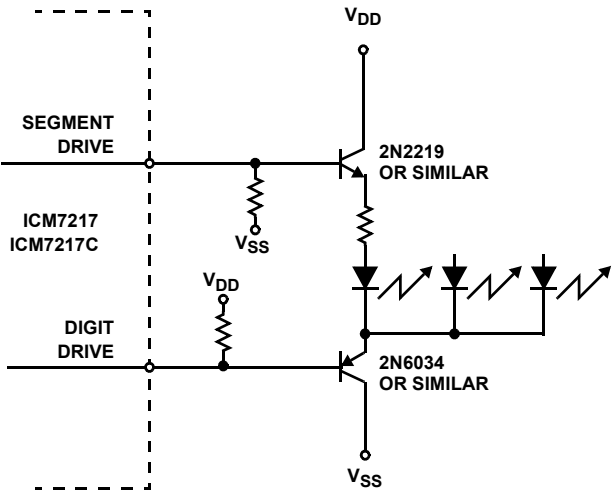 VDD
SEGMENT
DRIVE
2N2219
OR SIMILAR
ICM7217
ICM7217C
VSS
VDD
DIGIT
DRIVE
2N6034
OR SIMILAR
VSS